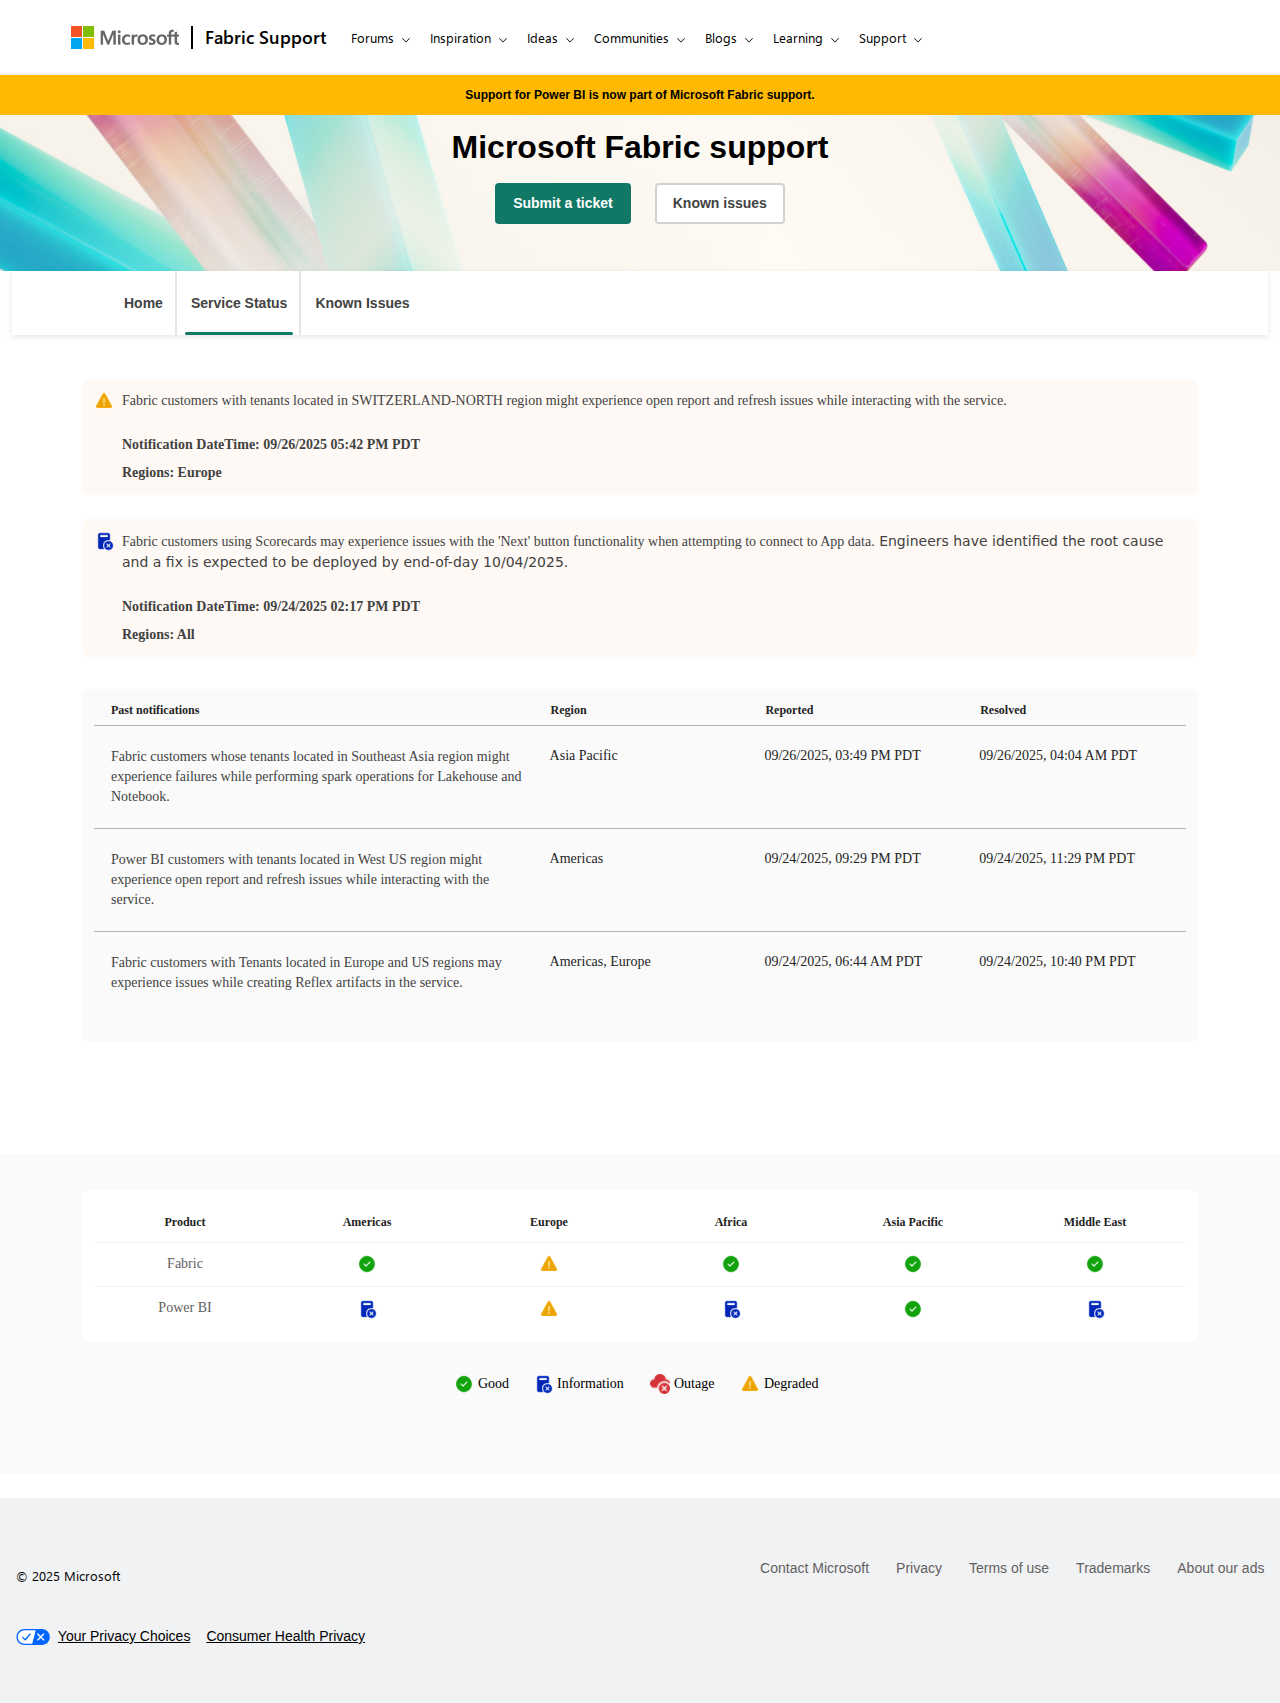 Microsoft Fabric Support Forums Inspiration Ideas Communities Blogs Learning Support
Support for Power BI is now part of Microsoft Fabric support.
Microsoft Fabric support
Submit a ticket Known issues
Home Service Status Known Issues
Fabric customers with tenants located in SWITZERLAND-NORTH region might experience open report and refresh issues while interacting with the service.
Notification DateTime: 09/26/2025 05:42 PM PDT
Regions: Europe
Fabric customers using Scorecards may experience issues with the 'Next' button functionality when attempting to connect to App data. Engineers have identified the root cause
and a fix is expected to be deployed by end-of-day 10/04/2025.
Notification DateTime: 09/24/2025 02:17 PM PDT
Regions: All
Past notifications Region Reported Resolved
Fabric customers whose tenants located in Southeast Asia region might Asia Pacific 09/26/2025, 03:49 PM PDT 09/26/2025, 04:04 AM PDT
experience failures while performing spark operations for Lakehouse and
Notebook.
Power BI customers with tenants located in West US region might Americas 09/24/2025, 09:29 PM PDT 09/24/2025, 11:29 PM PDT
experience open report and refresh issues while interacting with the
service.
Fabric customers with Tenants located in Europe and US regions may Americas, Europe 09/24/2025, 06:44 AM PDT 09/24/2025, 10:40 PM PDT
experience issues while creating Reflex artifacts in the service.
Product Americas Europe Africa Asia Pacific Middle East
Fabric
Power BI
Good Information Outage Degraded
Contact Microsoft Privacy Terms of use Trademarks About our ads
© 2025 Microsoft
Your Privacy Choices Consumer Health Privacy